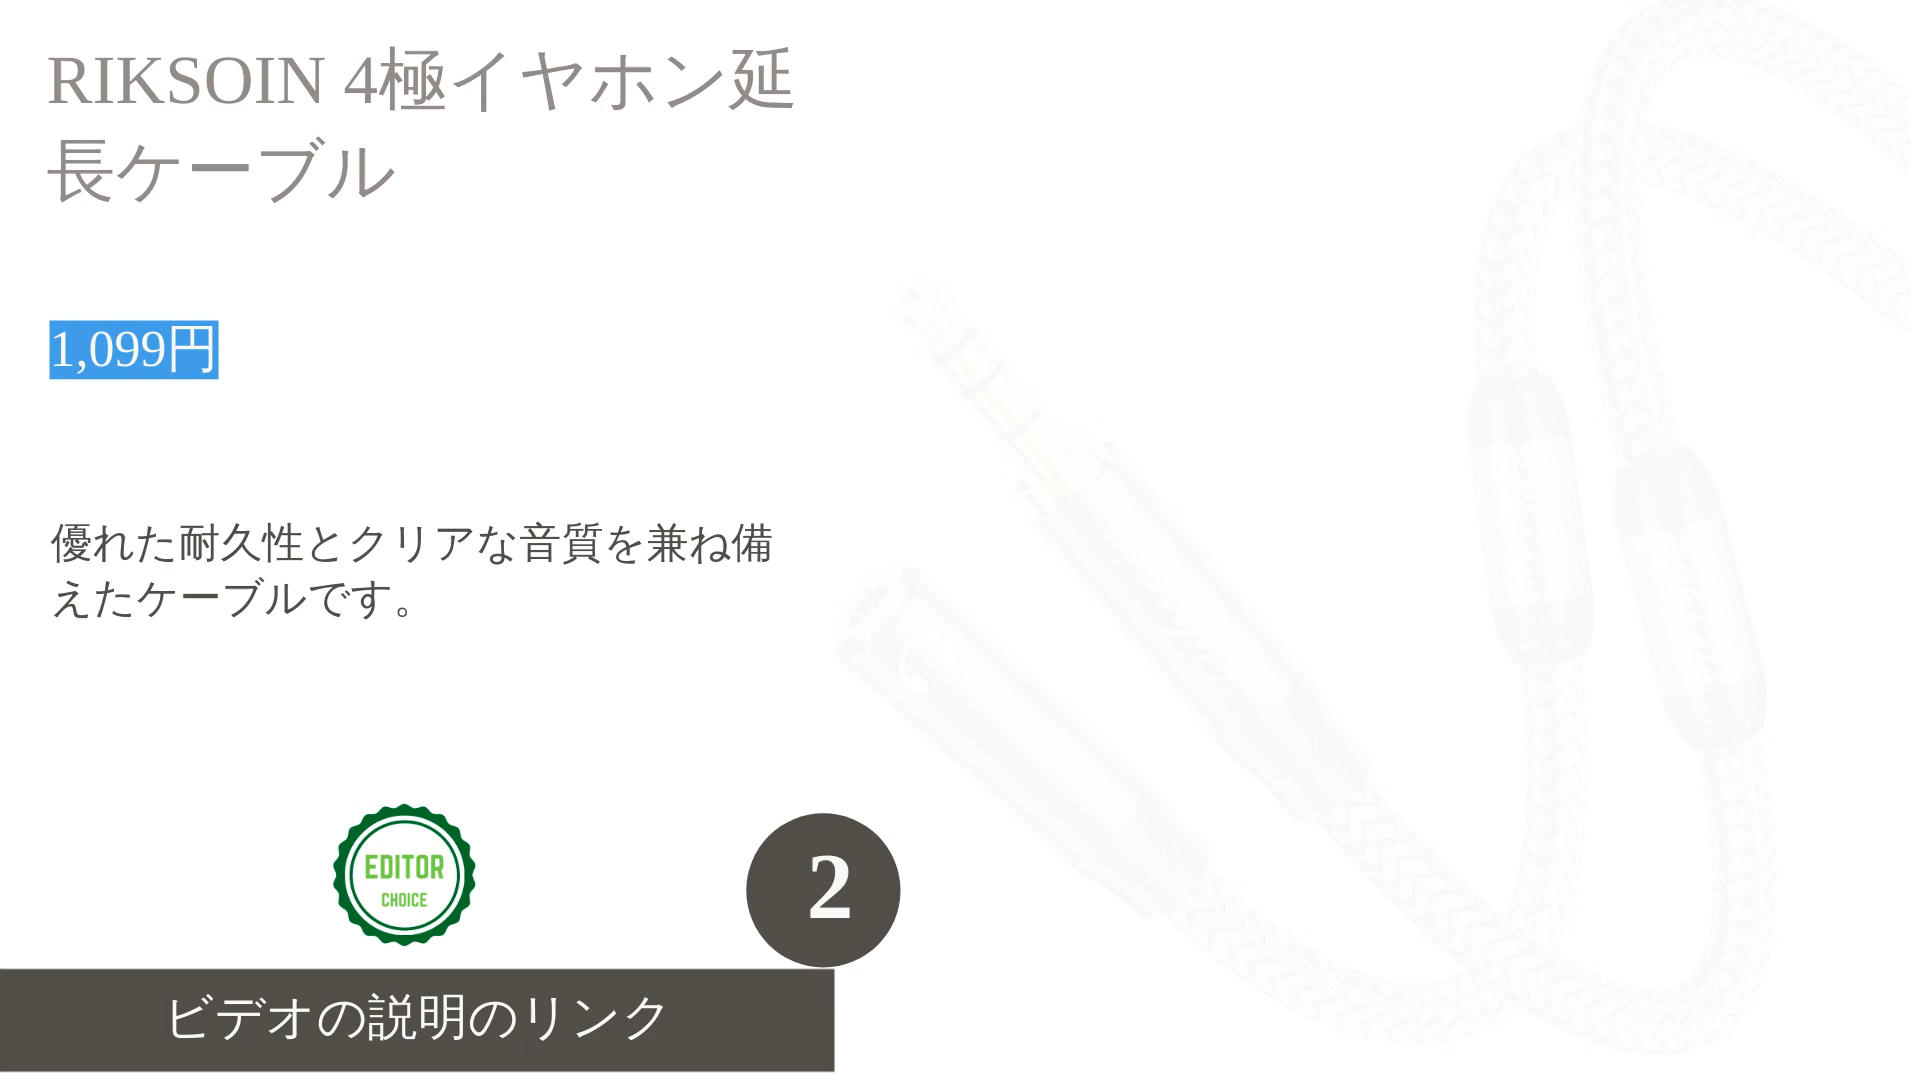 RIKSOIN 4極イヤホン延
長ケーブル
1,099円
優れた耐久性とクリアな音質を兼ね備
えたケーブルです。
EDITOR
CHOICE
2
ビデオの説明のリンク